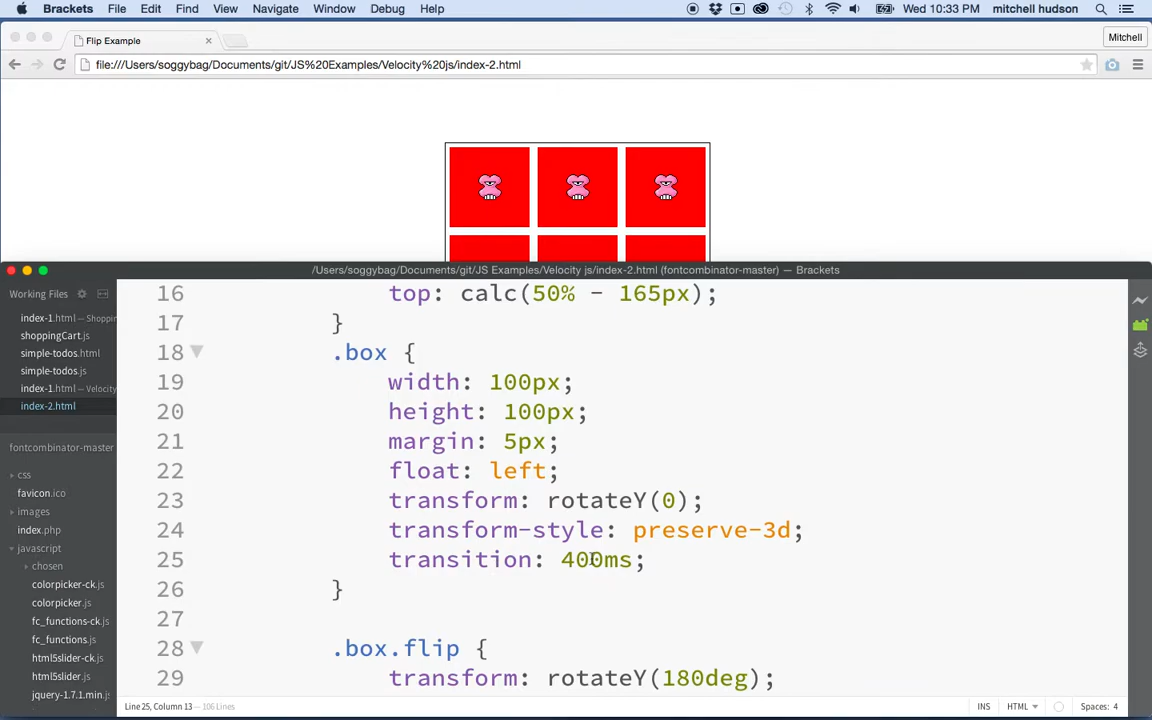 Brackets File Edit Find View Navigate Window Debug Help Wed 10:33 PM mitchell hudson
Flip Example
Mitchell
file:///Users/soggybag/Documents/git/JS%20Examples/Velocity%20js/index-2.html
/Users/soggybag/Documents/git/JS Examples/Velocity js/index-2.html (fontcombinator-master) — Brackets
Working Files
index-1.html — Shoppin
shoppingCart.js
simple-todos.html
simple-todos.js
index-1.html — Velocity
index-2.html
fontcombinator-master
css
favicon.ico
images
index.php
javascript
chosen
colorpicker-ck.js
colorpicker.js
fc_functions-ck.js
fc_functions.js
html5slider-ck.js
html5slider.js
jquery-1.7.1.min.js
16 top: calc(50% - 165px);
17 }
18 .box {
19 width: 100px;
20 height: 100px;
21 margin: 5px;
22 float: left;
23 transform: rotateY(0);
24 transform-style: preserve-3d;
25 transition: 400ms;
26 }
27
28 .box.flip {
29 transform: rotateY(180deg);
Line 25, Column 13 — 106 Lines
INS HTML Spaces: 4